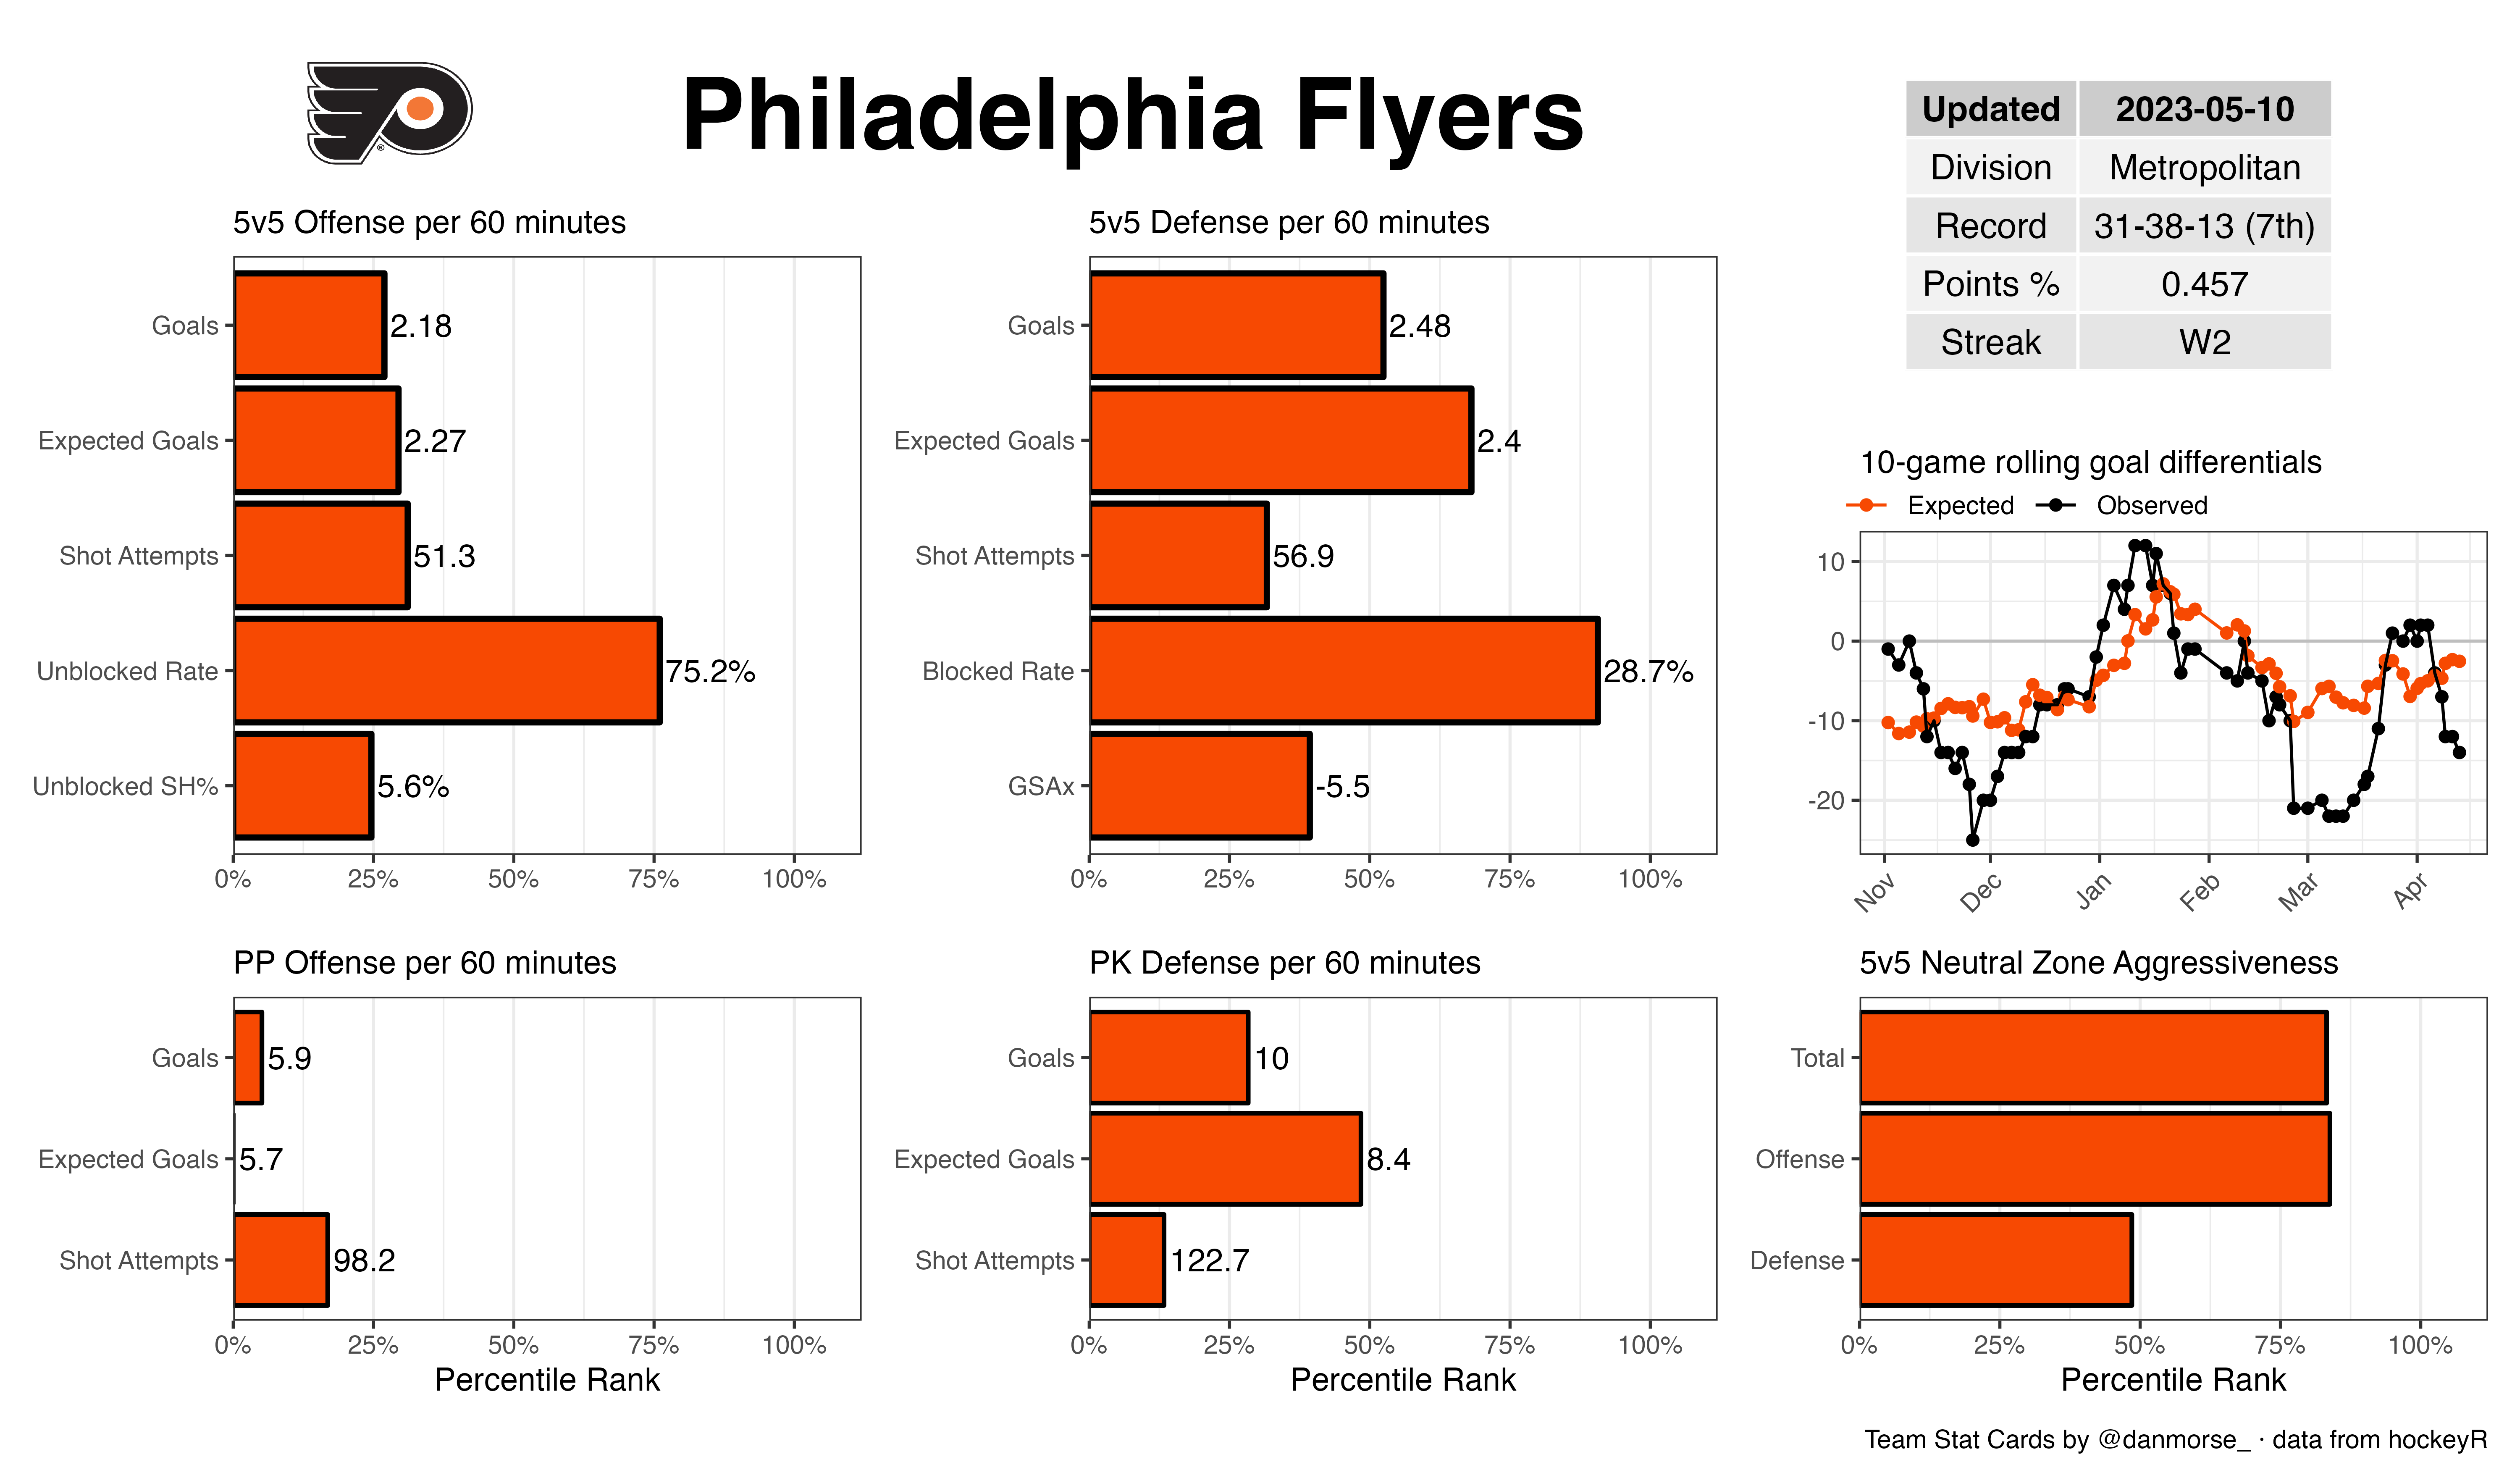 Philadelphia Flyers
Updated 2023-05-10
Division Metropolitan
Record 31-38-13 (7th)
Points % 0.457
Streak W2
5v5 Offense per 60 minutes
Goals 2.18
Expected Goals 2.27
Shot Attempts 51.3
Unblocked Rate 75.2%
Unblocked SH% 5.6%
0% 25% 50% 75% 100%
5v5 Defense per 60 minutes
Goals 2.48
Expected Goals 2.4
Shot Attempts 56.9
Blocked Rate 28.7%
GSAx -5.5
0% 25% 50% 75% 100%
10-game rolling goal differentials
Expected Observed
10
0
-10
-20
Nov Dec Jan Feb Mar Apr
PP Offense per 60 minutes
Goals 5.9
Expected Goals 5.7
Shot Attempts 98.2
0% 25% 50% 75% 100%
Percentile Rank
PK Defense per 60 minutes
Goals 10
Expected Goals 8.4
Shot Attempts 122.7
0% 25% 50% 75% 100%
Percentile Rank
5v5 Neutral Zone Aggressiveness
Total
Offense
Defense
0% 25% 50% 75% 100%
Percentile Rank
Team Stat Cards by @danmorse_ · data from hockeyR